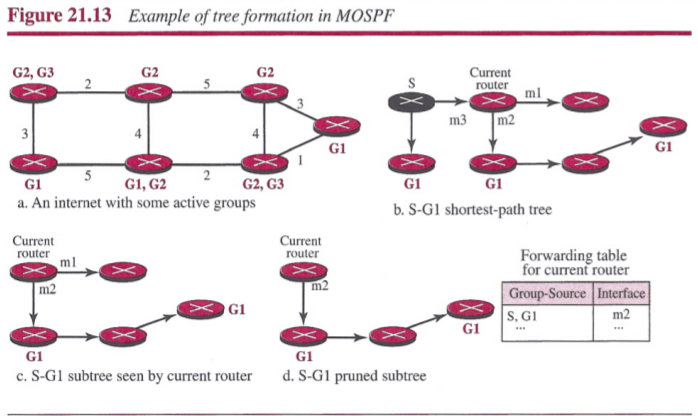 Figure 21.13 Example of tree formation in MOSPF
G2, G3
G2
G2
2
5
3
3
4
4
G1
1
5
2
G1
G1, G2
G2, G3
a. An internet with some active groups
S
Current
router
m1
m3
m2
G1
G1
G1
b. S-G1 shortest-path tree
Current
router
m1
m2
G1
G1
c. S-G1 subtree seen by current router
Current
router
m2
G1
G1
d. S-G1 pruned subtree
Forwarding table
for current router
Group-Source Interface
S, G1 m2
... ...